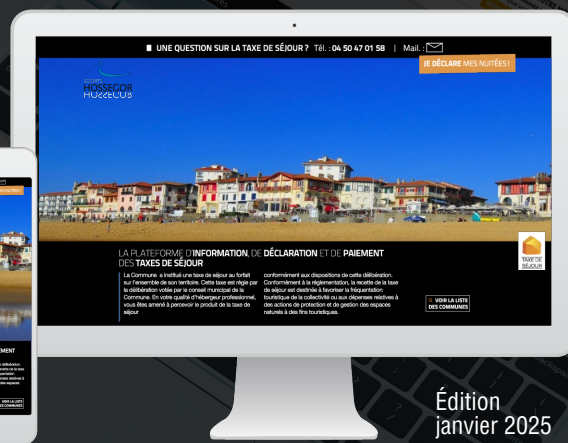 UNE QUESTION SUR LA TAXE DE SÉJOUR ? Tél. : 04 50 47 01 58 | Mail. :
JE DÉCLARE MES NUITÉES !
HOSSEGOR
LA PLATEFORME D'INFORMATION, DE DÉCLARATION ET DE PAIEMENT
DES TAXES DE SÉJOUR
La Commune a institué une taxe de séjour au forfait
sur l'ensemble de son territoire. Cette taxe est régie par
la délibération votée par le conseil municipal de la
Commune. En votre qualité d'hébergeur professionnel,
vous êtes amené à percevoir le produit de la taxe de
séjour
conformément aux dispositions de cette délibération.
Conformément à la réglementation, la recette de la taxe
de séjour est destinée à favoriser la fréquentation
touristique de la collectivité ou aux dépenses relatives à
des actions de protection et de gestion des espaces
naturels à des fins touristiques.
TAXE DE
SÉJOUR
VOIR LA LISTE
DES COMMUNES
VOIR LA LISTE
Édition
janvier 2025